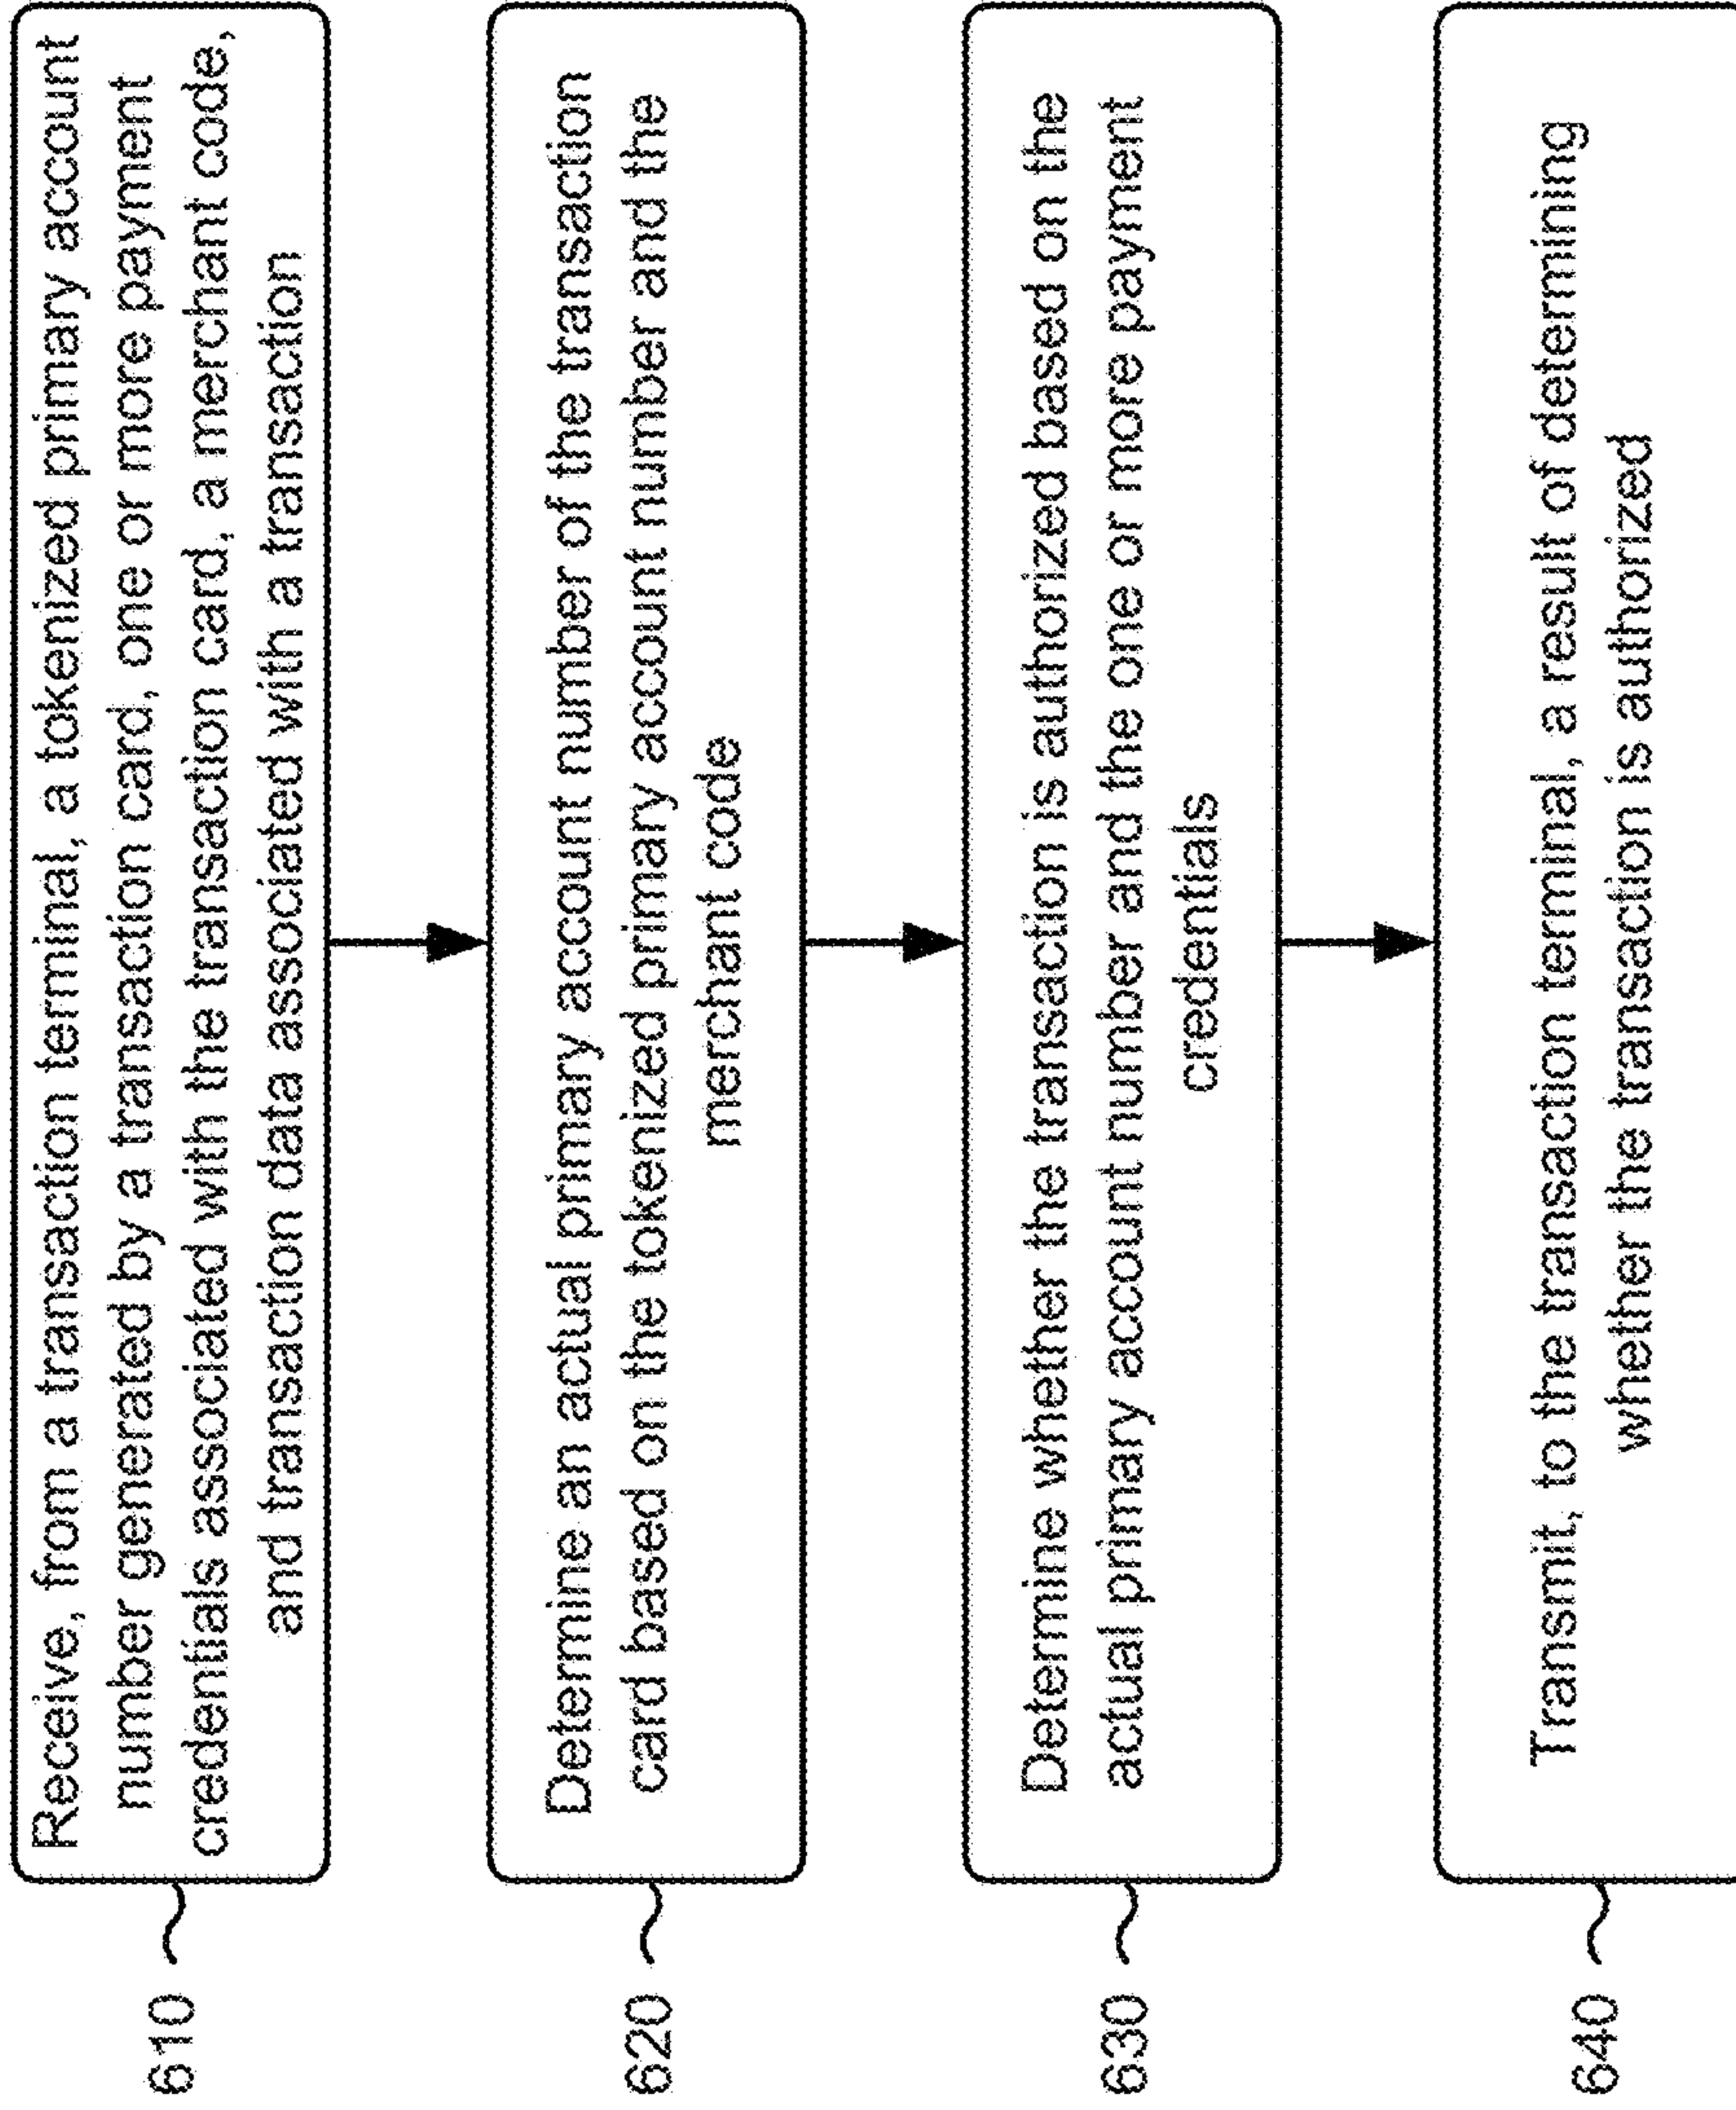 610
Receive, from a transaction terminal, a tokenized primary account
number generated by a transaction card, one or more payment
credentials associated with the transaction card, a merchant code,
and transaction data associated with a transaction
620
Determine an actual primary account number of the transaction
card based on the tokenized primary account number and the
merchant code
630
Determine whether the transaction is authorized based on the
actual primary account number and the one or more payment
credentials
640
Transmit, to the transaction terminal, a result of determining
whether the transaction is authorized